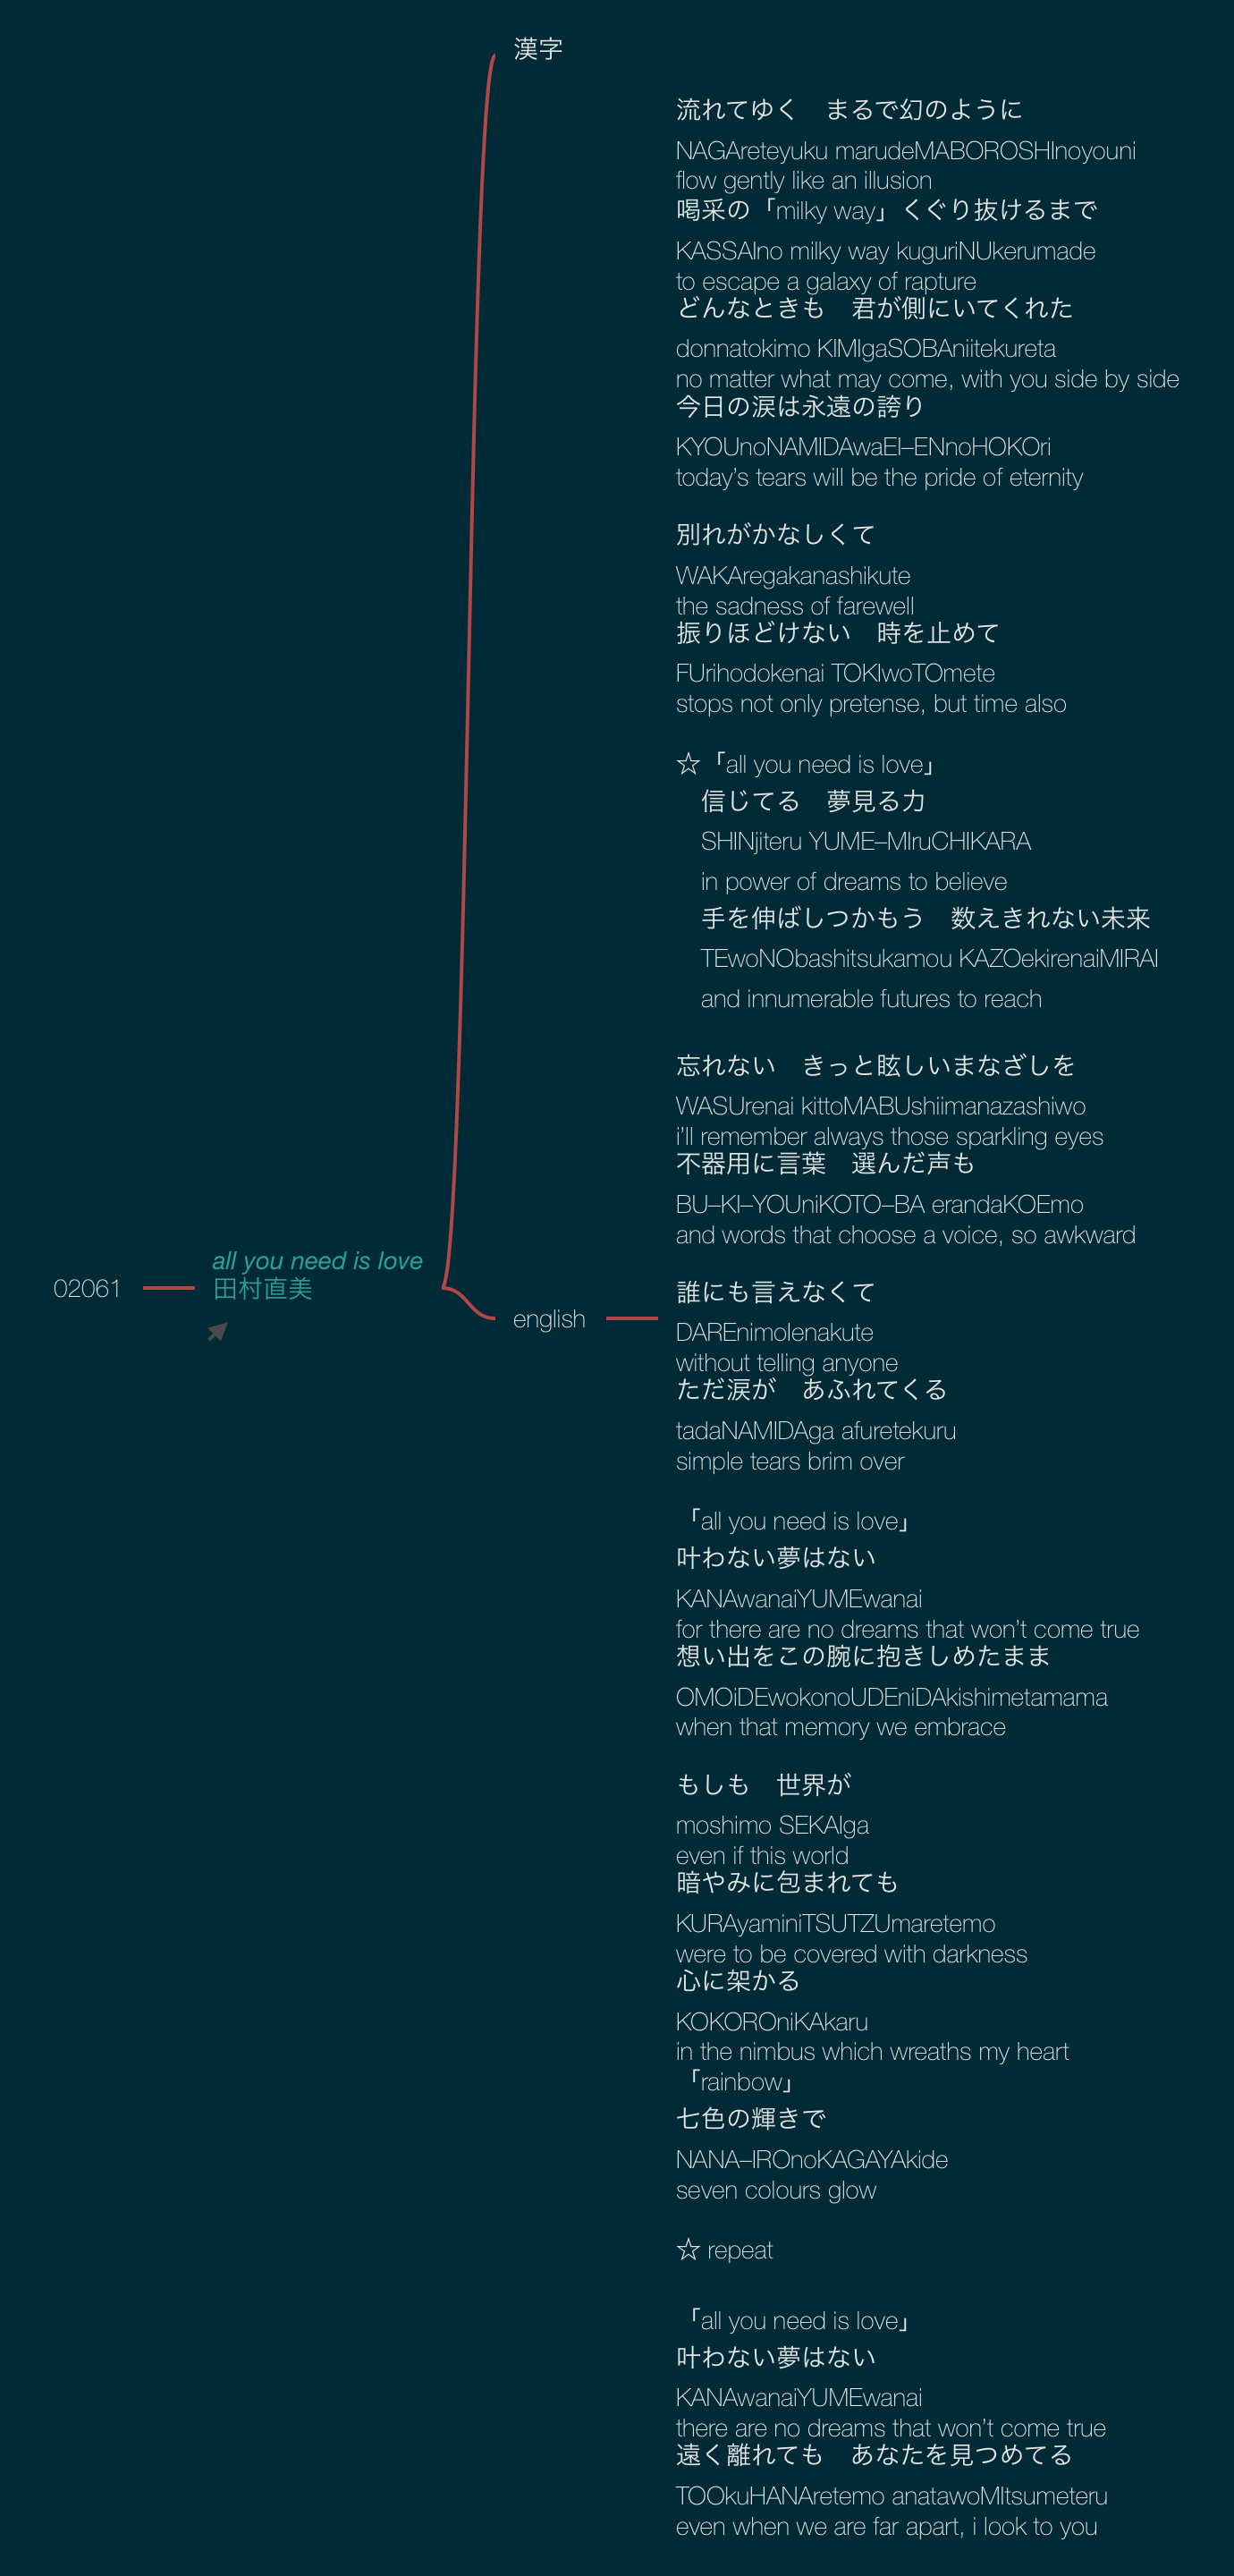 漢字
流れてゆく　まるで幻のように
NAGAreteyuku marudeMABOROSHInoyouni
flow gently like an illusion
喝采の「milky way」くぐり抜けるまで
KASSAIno milky way kuguriNUkerumade
to escape a galaxy of rapture
どんなときも　君が側にいてくれた
donnatokimo KIMIgaSOBAniitekureta
no matter what may come, with you side by side
今日の涙は永遠の誇り
KYOUnoNAMIDAwaEI–ENnoHOKOri
today’s tears will be the pride of eternity
別れがかなしくて
WAKAregakanashikute
the sadness of farewell
振りほどけない　時を止めて
FUrihodokenai TOKIwoTOmete
stops not only pretense, but time also
☆「all you need is love」
信じてる　夢見る力
SHINjiteru YUME–MIruCHIKARA
in power of dreams to believe
手を伸ばしつかもう　数えきれない未来
TEwoNObashitsukamou KAZOekirenaiMIRAI
and innumerable futures to reach
忘れない　きっと眩しいまなざしを
WASUrenai kittoMABUshiimanazashiwo
i’ll remember always those sparkling eyes
不器用に言葉　選んだ声も
BU–KI–YOUniKOTO–BA erandaKOEmo
and words that choose a voice, so awkward
02061
all you need is love
田村直美
english
誰にも言えなくて
DAREnimoIenakute
without telling anyone
ただ涙が　あふれてくる
tadaNAMIDAga afuretekuru
simple tears brim over
「all you need is love」
叶わない夢はない
KANAwanaiYUMEwanai
for there are no dreams that won’t come true
想い出をこの腕に抱きしめたまま
OMOiDEwokonoUDEniDAkishimetamama
when that memory we embrace
もしも　世界が
moshimo SEKAIga
even if this world
暗やみに包まれても
KURAyaminiTSUTZUmaretemo
were to be covered with darkness
心に架かる
KOKOROniKAkaru
in the nimbus which wreaths my heart
「rainbow」
七色の輝きで
NANA–IROnoKAGAYAkide
seven colours glow
☆ repeat
「all you need is love」
叶わない夢はない
KANAwanaiYUMEwanai
there are no dreams that won’t come true
遠く離れても　あなたを見つめてる
TOOkuHANAretemo anatawoMItsumeteru
even when we are far apart, i look to you